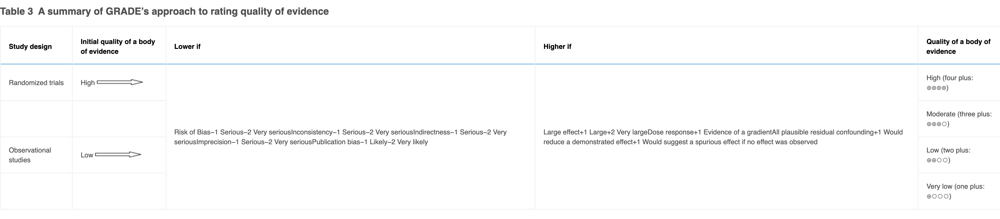 Table 3 A summary of GRADE’s approach to rating quality of evidence
Study design
Initial quality of a body
of evidence
Lower if
Higher if
Quality of a body of
evidence
Randomized trials
High
Risk of Bias–1 Serious–2 Very seriousInconsistency–1 Serious–2 Very seriousIndirectness–1 Serious–2 Very
seriousImprecision–1 Serious–2 Very seriousPublication bias–1 Likely–2 Very likely
Large effect+1 Large+2 Very largeDose response+1 Evidence of a gradientAll plausible residual confounding+1 Would
reduce a demonstrated effect+1 Would suggest a spurious effect if no effect was observed
High (four plus:
⊕⊕⊕⊕)
Moderate (three plus:
⊕⊕⊕○)
Observational
studies
Low
Low (two plus:
⊕⊕○○)
Very low (one plus:
⊕○○○)